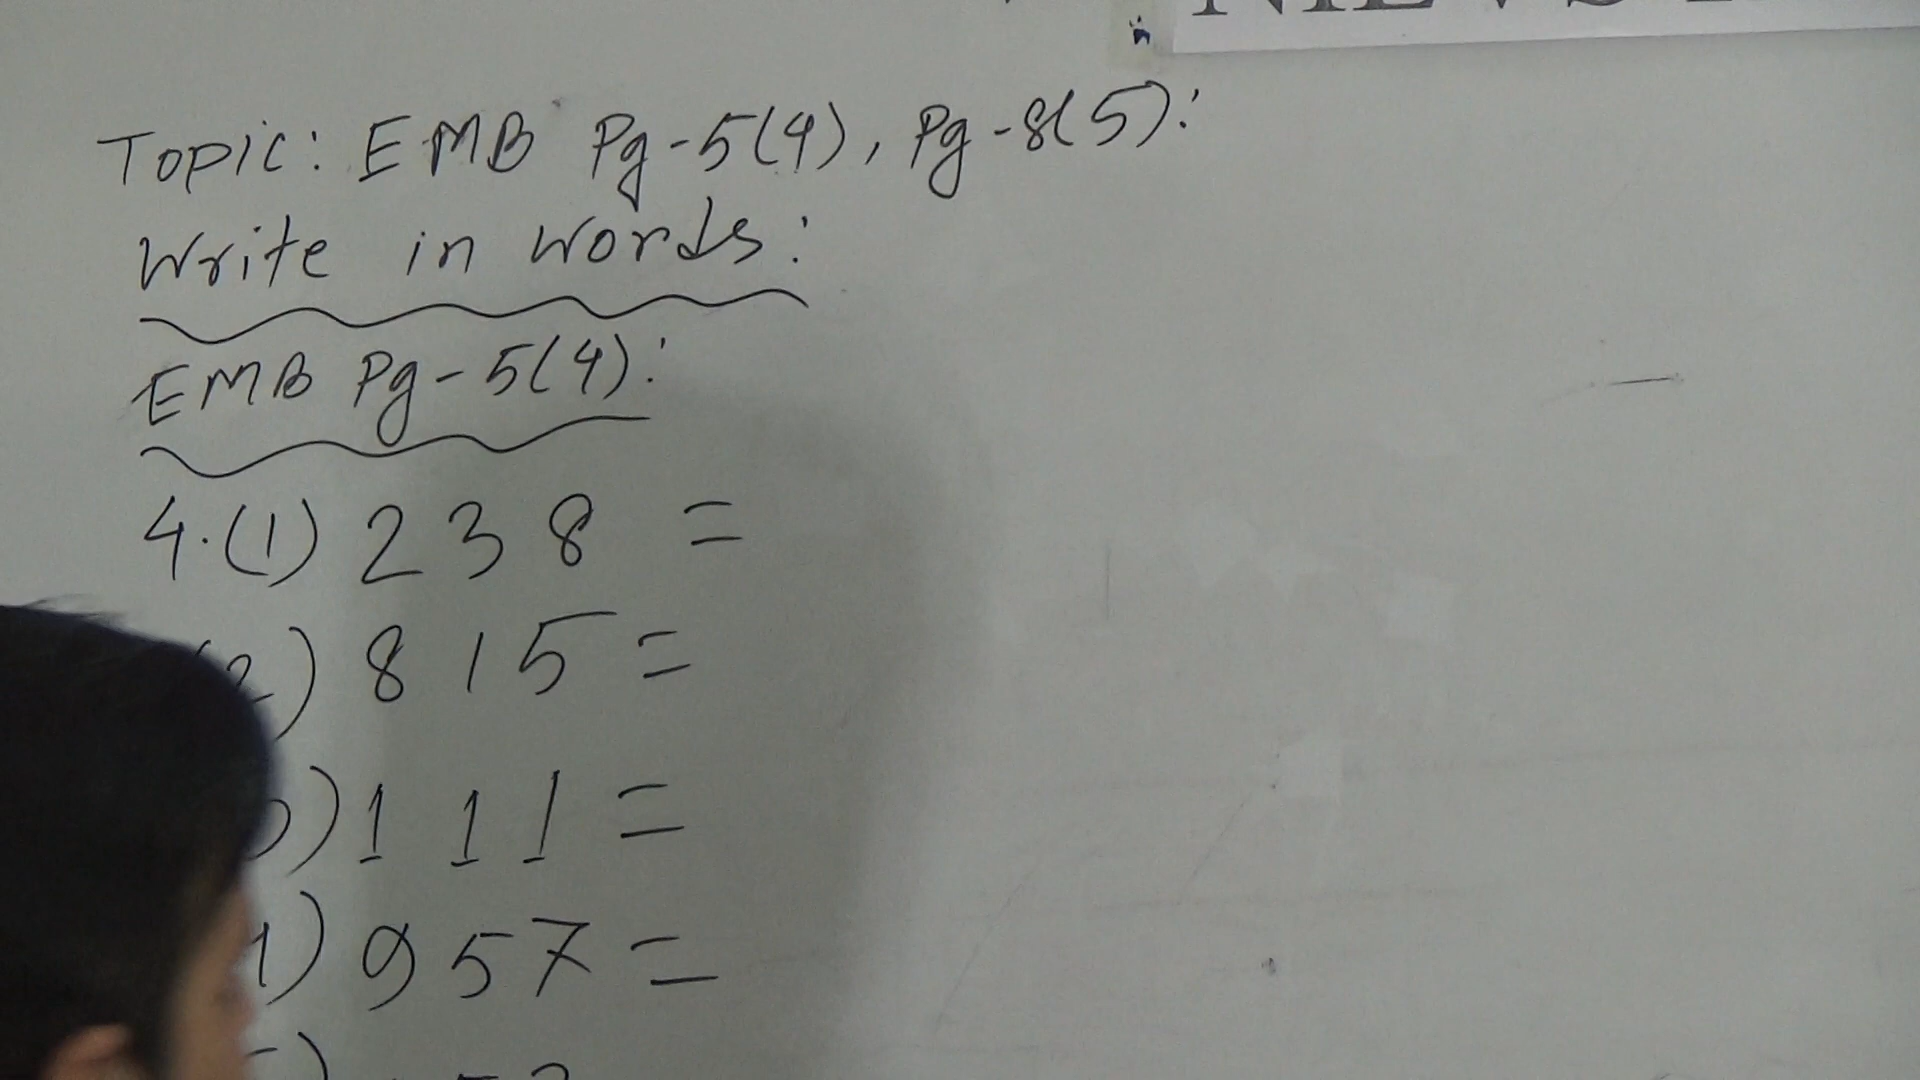 Topic: EMB Pg-5(4), Pg-8(5):
Write in words:
EMB Pg-5(4):
4.(1) 238 =
(2) 815 =
) 111 =
) 957 =